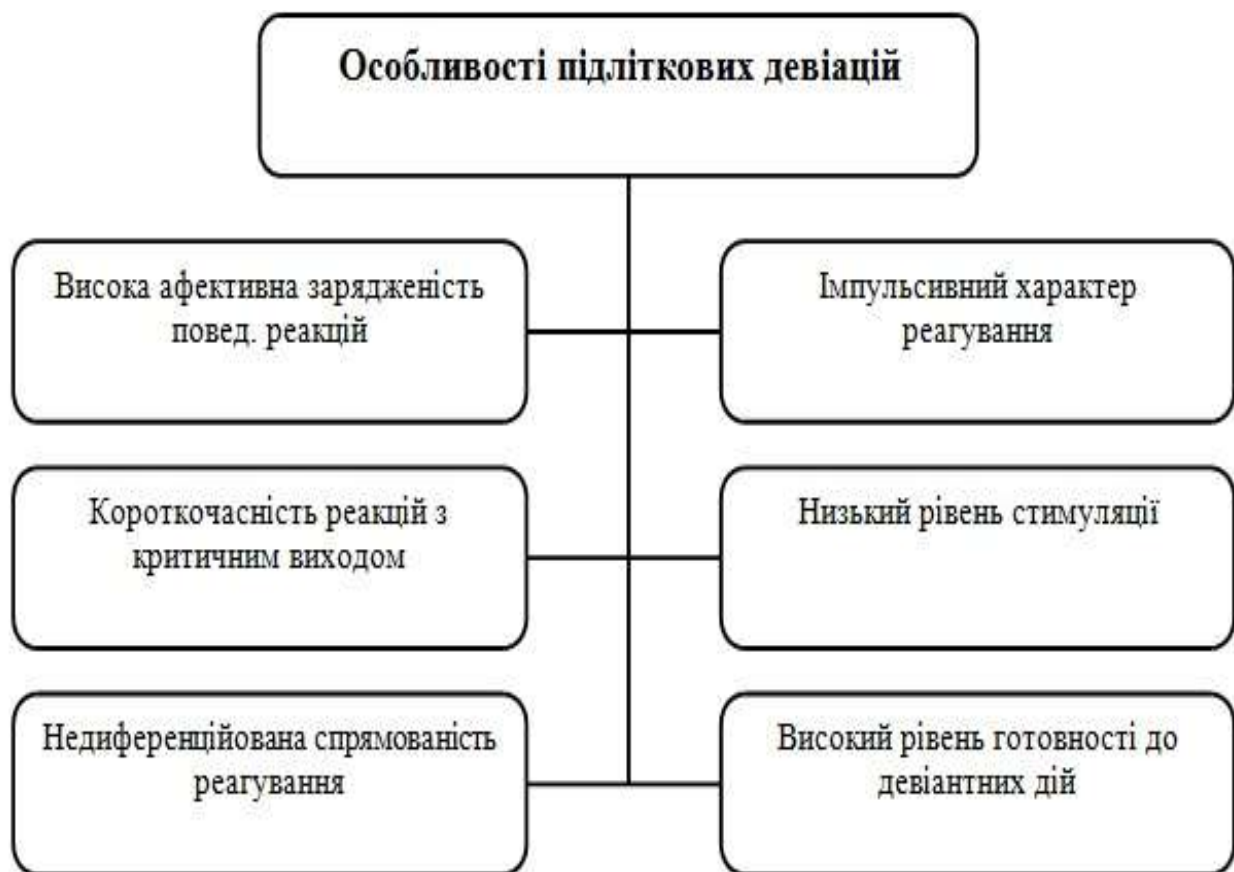 Особливості підліткових девіацій
Висока афективна зарядженість
повед. реакцій
Імпульсивний характер
реагування
Короткочасність реакцій з
критичним виходом
Низький рівень стимуляції
Недиференційована спрямованість
реагування
Високий рівень готовності до
девіантних дій